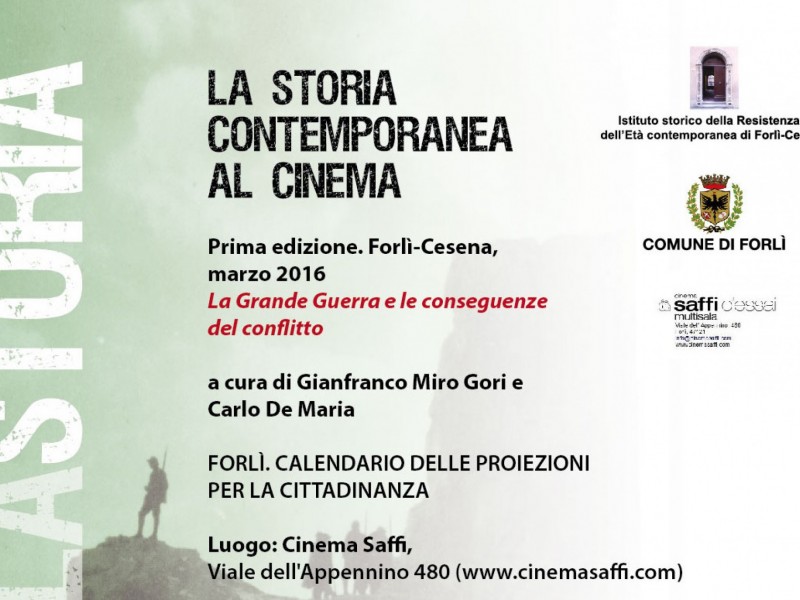 LA STORIA
LA STORIA
CONTEMPORANEA
AL CINEMA
Prima edizione. Forlì-Cesena,
marzo 2016
La Grande Guerra e le conseguenze
del conflitto
a cura di Gianfranco Miro Gori e
Carlo De Maria
FORLÌ. CALENDARIO DELLE PROIEZIONI
PER LA CITTADINANZA
Luogo: Cinema Saffi,
Viale dell'Appennino 480 (www.cinemasaffi.com)
Istituto storico della Resistenza
dell'Età contemporanea di Forlì-Ce
COMUNE DI FORLÌ
cinema
saffi d'essai
multisala
Viale dell'Appennino, 480
www.cinemasaffi.com